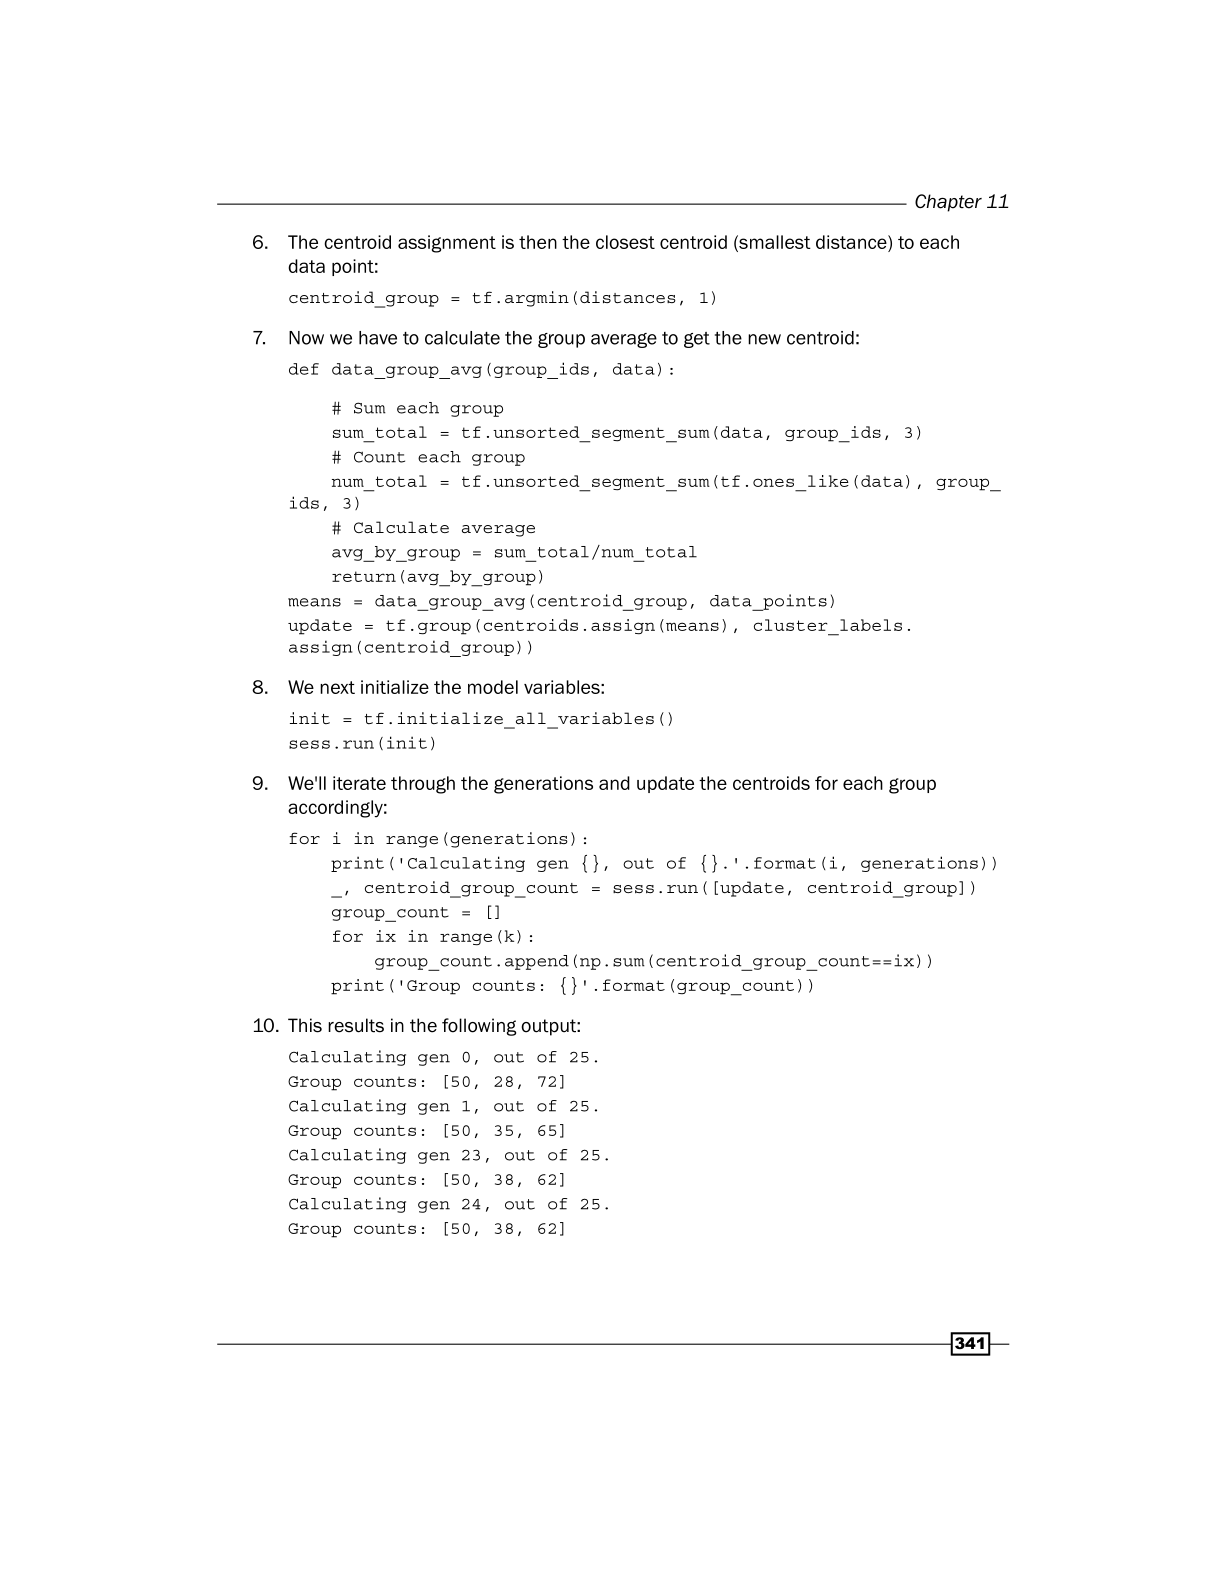 Chapter 11
6. The centroid assignment is then the closest centroid (smallest distance) to each
data point:
centroid_group = tf.argmin(distances, 1)
7. Now we have to calculate the group average to get the new centroid:
def data_group_avg(group_ids, data):
    # Sum each group
    sum_total = tf.unsorted_segment_sum(data, group_ids, 3)
    # Count each group
    num_total = tf.unsorted_segment_sum(tf.ones_like(data), group_
ids, 3)
    # Calculate average
    avg_by_group = sum_total/num_total
    return(avg_by_group)
means = data_group_avg(centroid_group, data_points)
update = tf.group(centroids.assign(means), cluster_labels.
assign(centroid_group))
8. We next initialize the model variables:
init = tf.initialize_all_variables()
sess.run(init)
9. We'll iterate through the generations and update the centroids for each group
accordingly:
for i in range(generations):
    print('Calculating gen {}, out of {}.'.format(i, generations))
    _, centroid_group_count = sess.run([update, centroid_group])
    group_count = []
    for ix in range(k):
        group_count.append(np.sum(centroid_group_count==ix))
    print('Group counts: {}'.format(group_count))
10. This results in the following output:
Calculating gen 0, out of 25.
Group counts: [50, 28, 72]
Calculating gen 1, out of 25.
Group counts: [50, 35, 65]
Calculating gen 23, out of 25.
Group counts: [50, 38, 62]
Calculating gen 24, out of 25.
Group counts: [50, 38, 62]
341